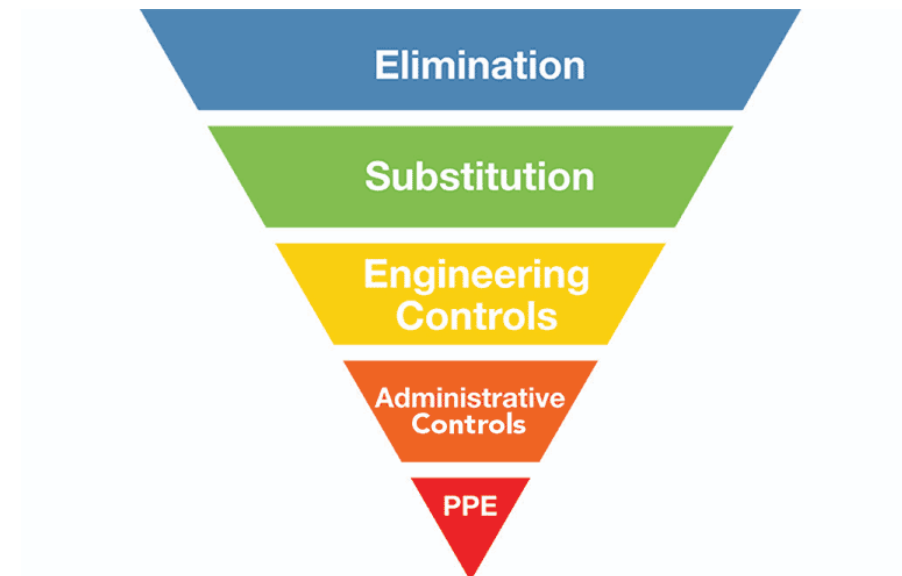 Elimination
Substitution
Engineering
Controls
Administrative
Controls
PPE